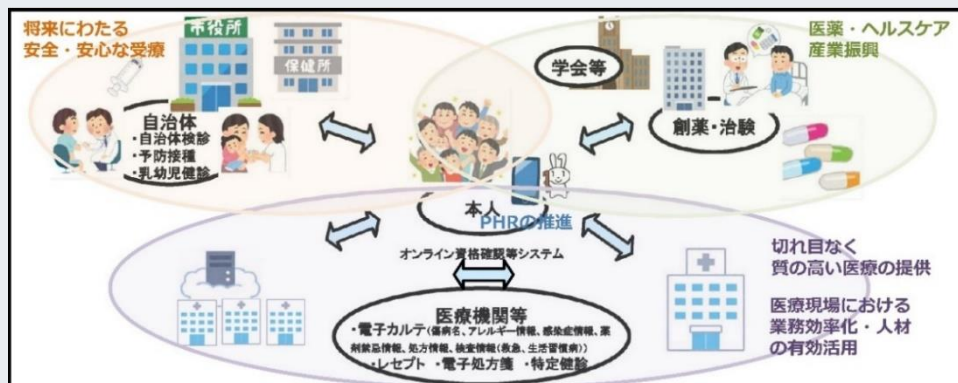 将来にわたる
安全・安心な受療
市役所
保健所
自治体
・自治体検診
・予防接種
・乳幼児健診
学会等
医薬・ヘルスケア
産業振興
創薬・治験
本人
PHRの推進
オンライン資格確認等システム
医療機関等
・電子カルテ(傷病名、アレルギー情報、感染症情報、薬
剤禁忌情報、処方情報、検査情報(救急、生活習慣病))
・レセプト ・電子処方箋 ・特定健診
切れ目なく
質の高い医療の提供
医療現場における
業務効率化・人材
の有効活用